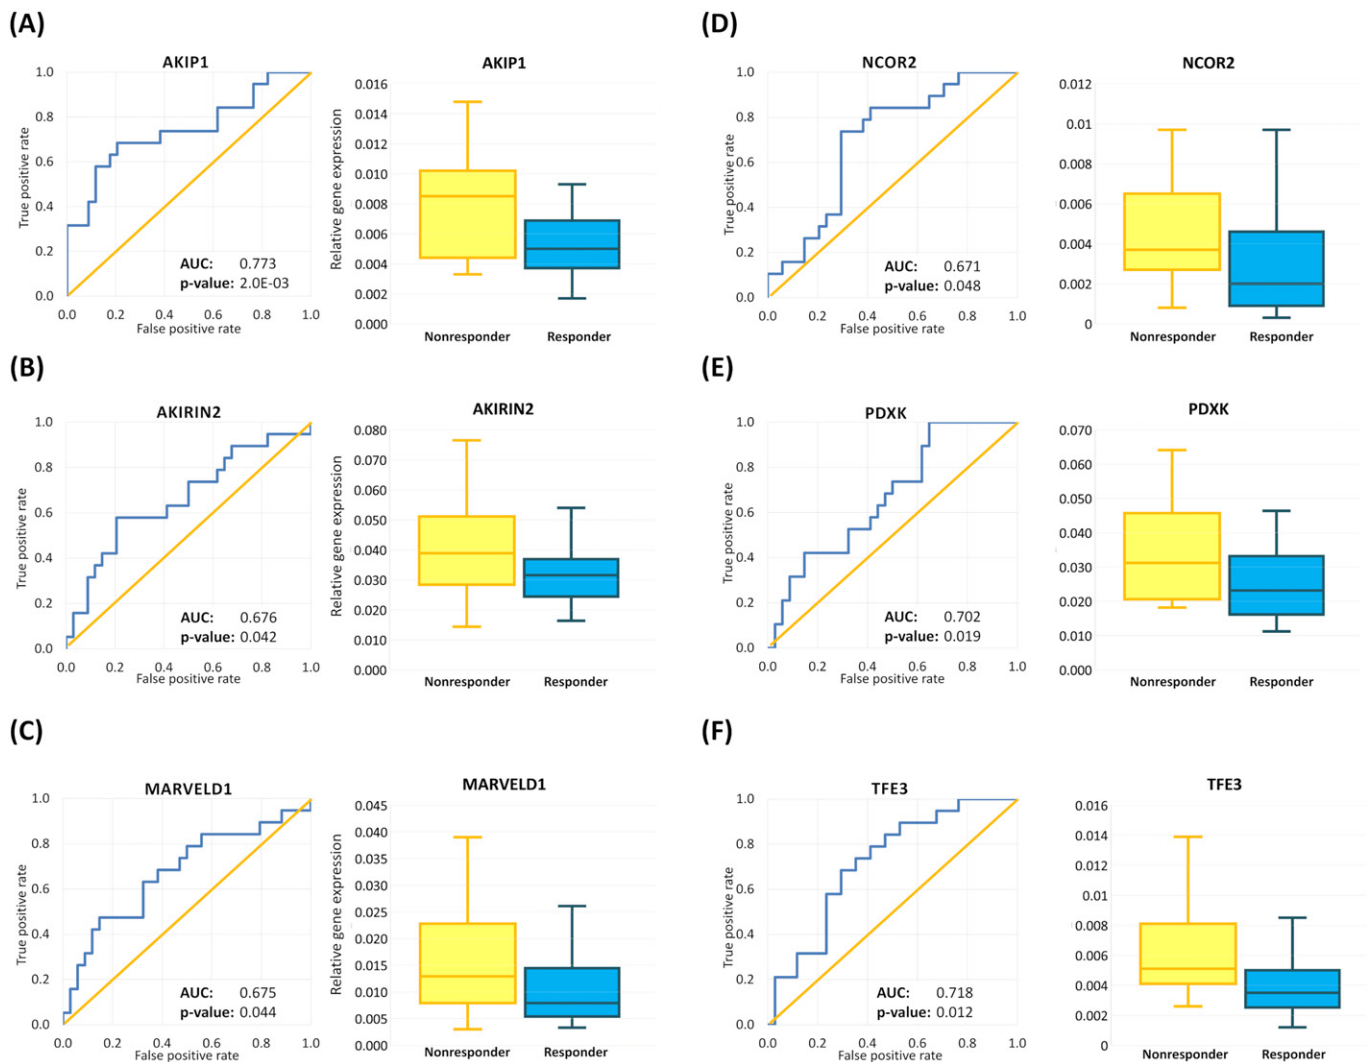 (A)
AKIP1
1.0
0.8
0.6
0.4
0.2
0.0
True positive rate
AUC: 0.773
p-value: 2.0E-03
0.0 0.2 0.4 0.6 0.8 1.0
False positive rate
AKIP1
0.016
0.014
0.012
0.010
0.008
0.006
0.004
0.002
0.000
Relative gene expression
Nonresponder Responder
(D)
NCOR2
1.0
0.8
0.6
0.4
0.2
0.0
True positive rate
AUC: 0.671
p-value: 0.048
0.0 0.2 0.4 0.6 0.8 1.0
False positive rate
NCOR2
0.012
0.01
0.008
0.006
0.004
0.002
0
Nonresponder Responder
(B)
AKIRIN2
1.0
0.8
0.6
0.4
0.2
0.0
True positive rate
AUC: 0.676
p-value: 0.042
0.0 0.2 0.4 0.6 0.8 1.0
False positive rate
AKIRIN2
0.080
0.070
0.060
0.050
0.040
0.030
0.020
0.010
0.000
Relative gene expression
Nonresponder Responder
(E)
PDXK
1.0
0.8
0.6
0.4
0.2
0.0
True positive rate
AUC: 0.702
p-value: 0.019
0.0 0.2 0.4 0.6 0.8 1.0
False positive rate
PDXK
0.070
0.060
0.050
0.040
0.030
0.020
0.010
0.000
Nonresponder Responder
(C)
MARVELD1
1.0
0.8
0.6
0.4
0.2
0.0
True positive rate
AUC: 0.675
p-value: 0.044
0.0 0.2 0.4 0.6 0.8 1.0
False positive rate
MARVELD1
0.045
0.040
0.035
0.030
0.025
0.020
0.015
0.010
0.005
0.000
Relative gene expression
Nonresponder Responder
(F)
TFE3
1.0
0.8
0.6
0.4
0.2
0.0
True positive rate
AUC: 0.718
p-value: 0.012
0.0 0.2 0.4 0.6 0.8 1.0
False positive rate
TFE3
0.016
0.014
0.012
0.01
0.008
0.006
0.004
0.002
0
Nonresponder Responder